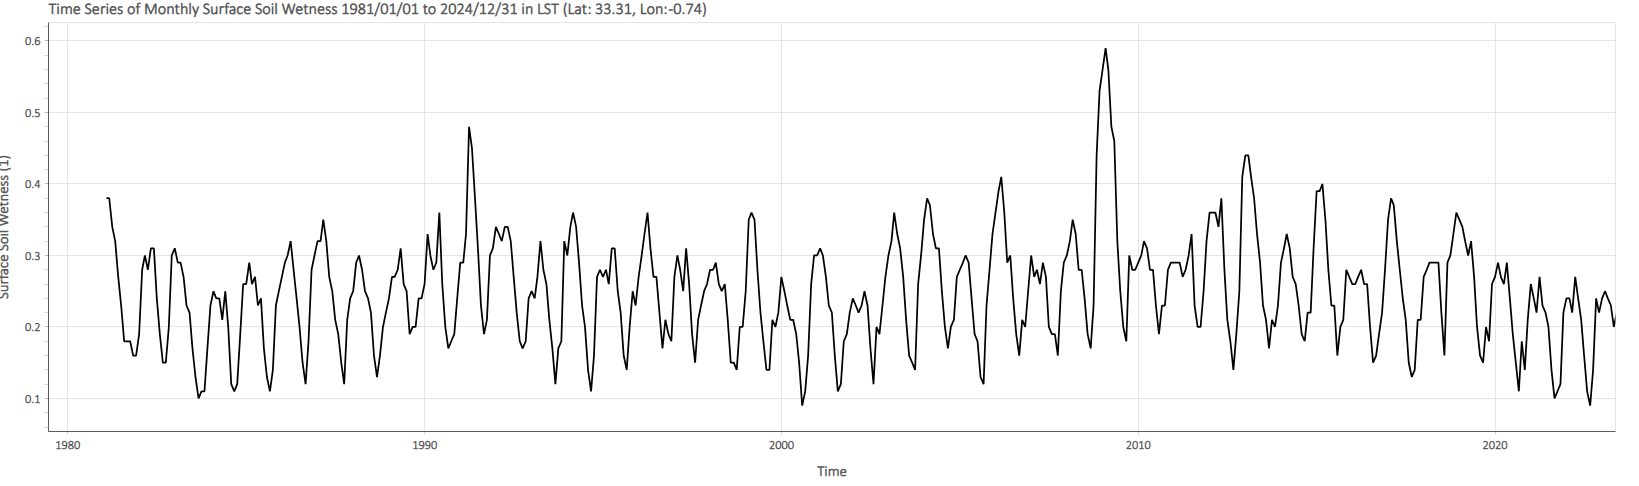 Time Series of Monthly Surface Soil Wetness 1981/01/01 to 2024/12/31 in LST (Lat: 33.31, Lon:-0.74)
Surface Soil Wetness (1)
0.6
0.5
0.4
0.3
0.2
0.1
1980 1990 2000 2010 2020
Time